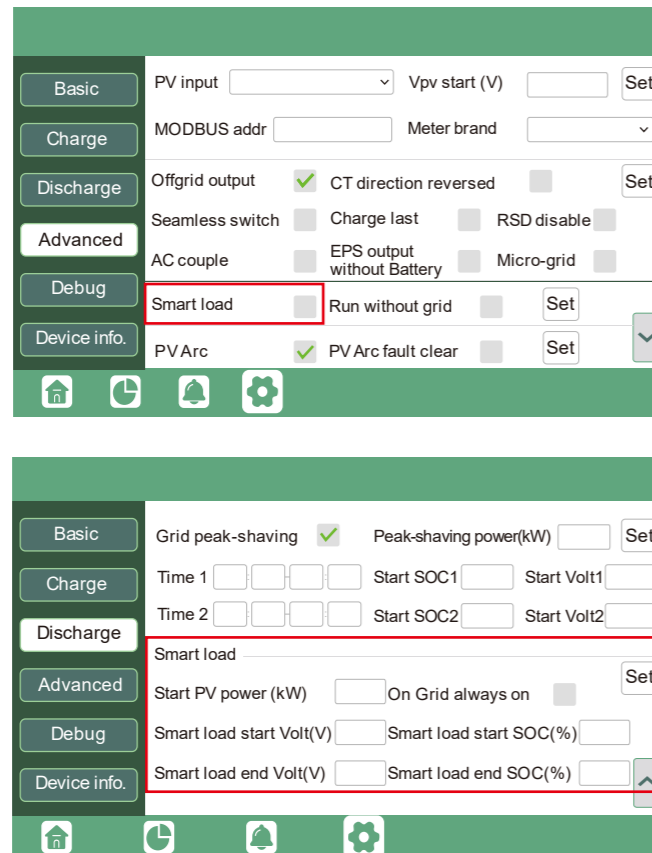 Basic
Charge
Discharge
Advanced
Debug
Device info.
PV input Vpv start (V) Set
MODBUS addr Meter brand
Offgrid output CT direction reversed Set
Seamless switch Charge last RSD disable
AC couple EPS output without Battery Micro-grid
Smart load Run without grid Set
PV Arc PV Arc fault clear Set
Basic
Charge
Discharge
Advanced
Debug
Device info.
Grid peak-shaving Peak-shaving power(kW) Set
Time 1 Start SOC1 Start Volt1
Time 2 Start SOC2 Start Volt2
Smart load
Start PV power (kW) On Grid always on Set
Smart load start Volt(V) Smart load start SOC(%)
Smart load end Volt(V) Smart load end SOC(%)